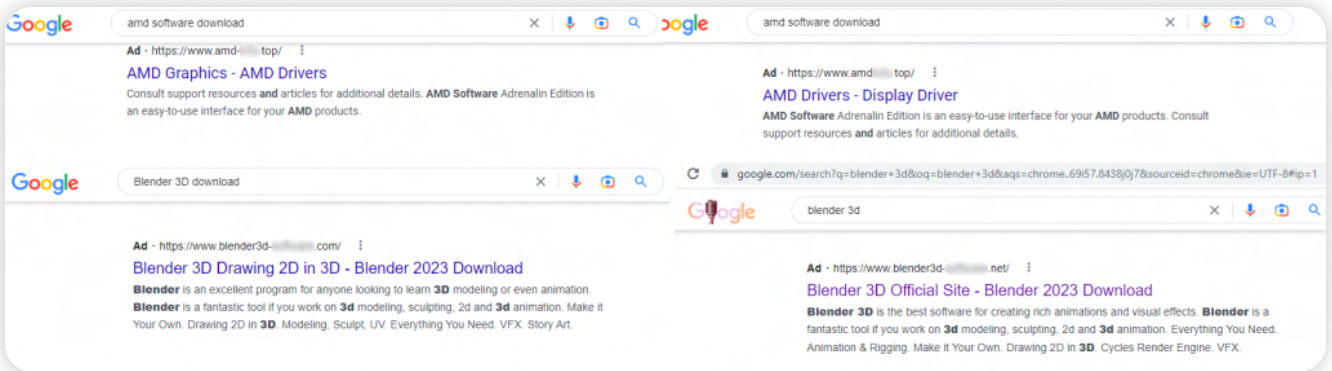 Google
amd software download
Ad · https://www.amd- top/
AMD Graphics - AMD Drivers
Consult support resources and articles for additional details. AMD Software Adrenalin Edition is
an easy-to-use interface for your AMD products.
oogle
amd software download
Ad · https://www.amd top/
AMD Drivers - Display Driver
AMD Software Adrenalin Edition is an easy-to-use interface for your AMD products. Consult
support resources and articles for additional details.
Google
Blender 3D download
Ad · https://www.blender3d- .com/
Blender 3D Drawing 2D in 3D - Blender 2023 Download
Blender is an excellent program for anyone looking to learn 3D modeling or even animation.
Blender is a fantastic tool if you work on 3d modeling, sculpting, 2d and 3d animation. Make it
Your Own. Drawing 2D in 3D. Modeling, Sculpt, UV. Everything You Need. VFX. Story Art.
google.com/search?q=blender+3d&oq=blender+3d&aqs=chrome..69i57.8438j0j7&sourceid=chrome&ie=UTF-8#ip=1
G ogle
blender 3d
Ad · https://www.blender3d- .net/
Blender 3D Official Site - Blender 2023 Download
Blender 3D is the best software for creating rich animations and visual effects. Blender is a
fantastic tool if you work on 3d modeling, sculpting, 2d and 3d animation. Everything You Need.
Animation & Rigging. Make it Your Own. Drawing 2D in 3D. Cycles Render Engine. VFX.